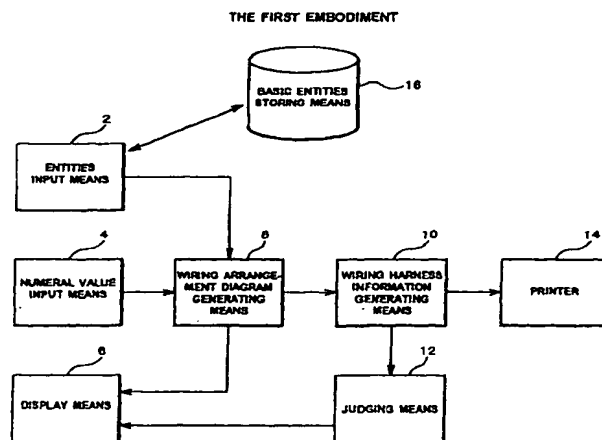 THE FIRST EMBODIMENT
BASIC ENTITIES
STORING MEANS
16
2
ENTITIES
INPUT MEANS
4
NUMERAL VALUE
INPUT MEANS
8
WIRING ARRANGE-
MENT DIAGRAM
GENERATING
MEANS
10
WIRING HARNESS
INFORMATION
GENERATING
MEANS
14
PRINTER
6
DISPLAY MEANS
12
JUDGING MEANS